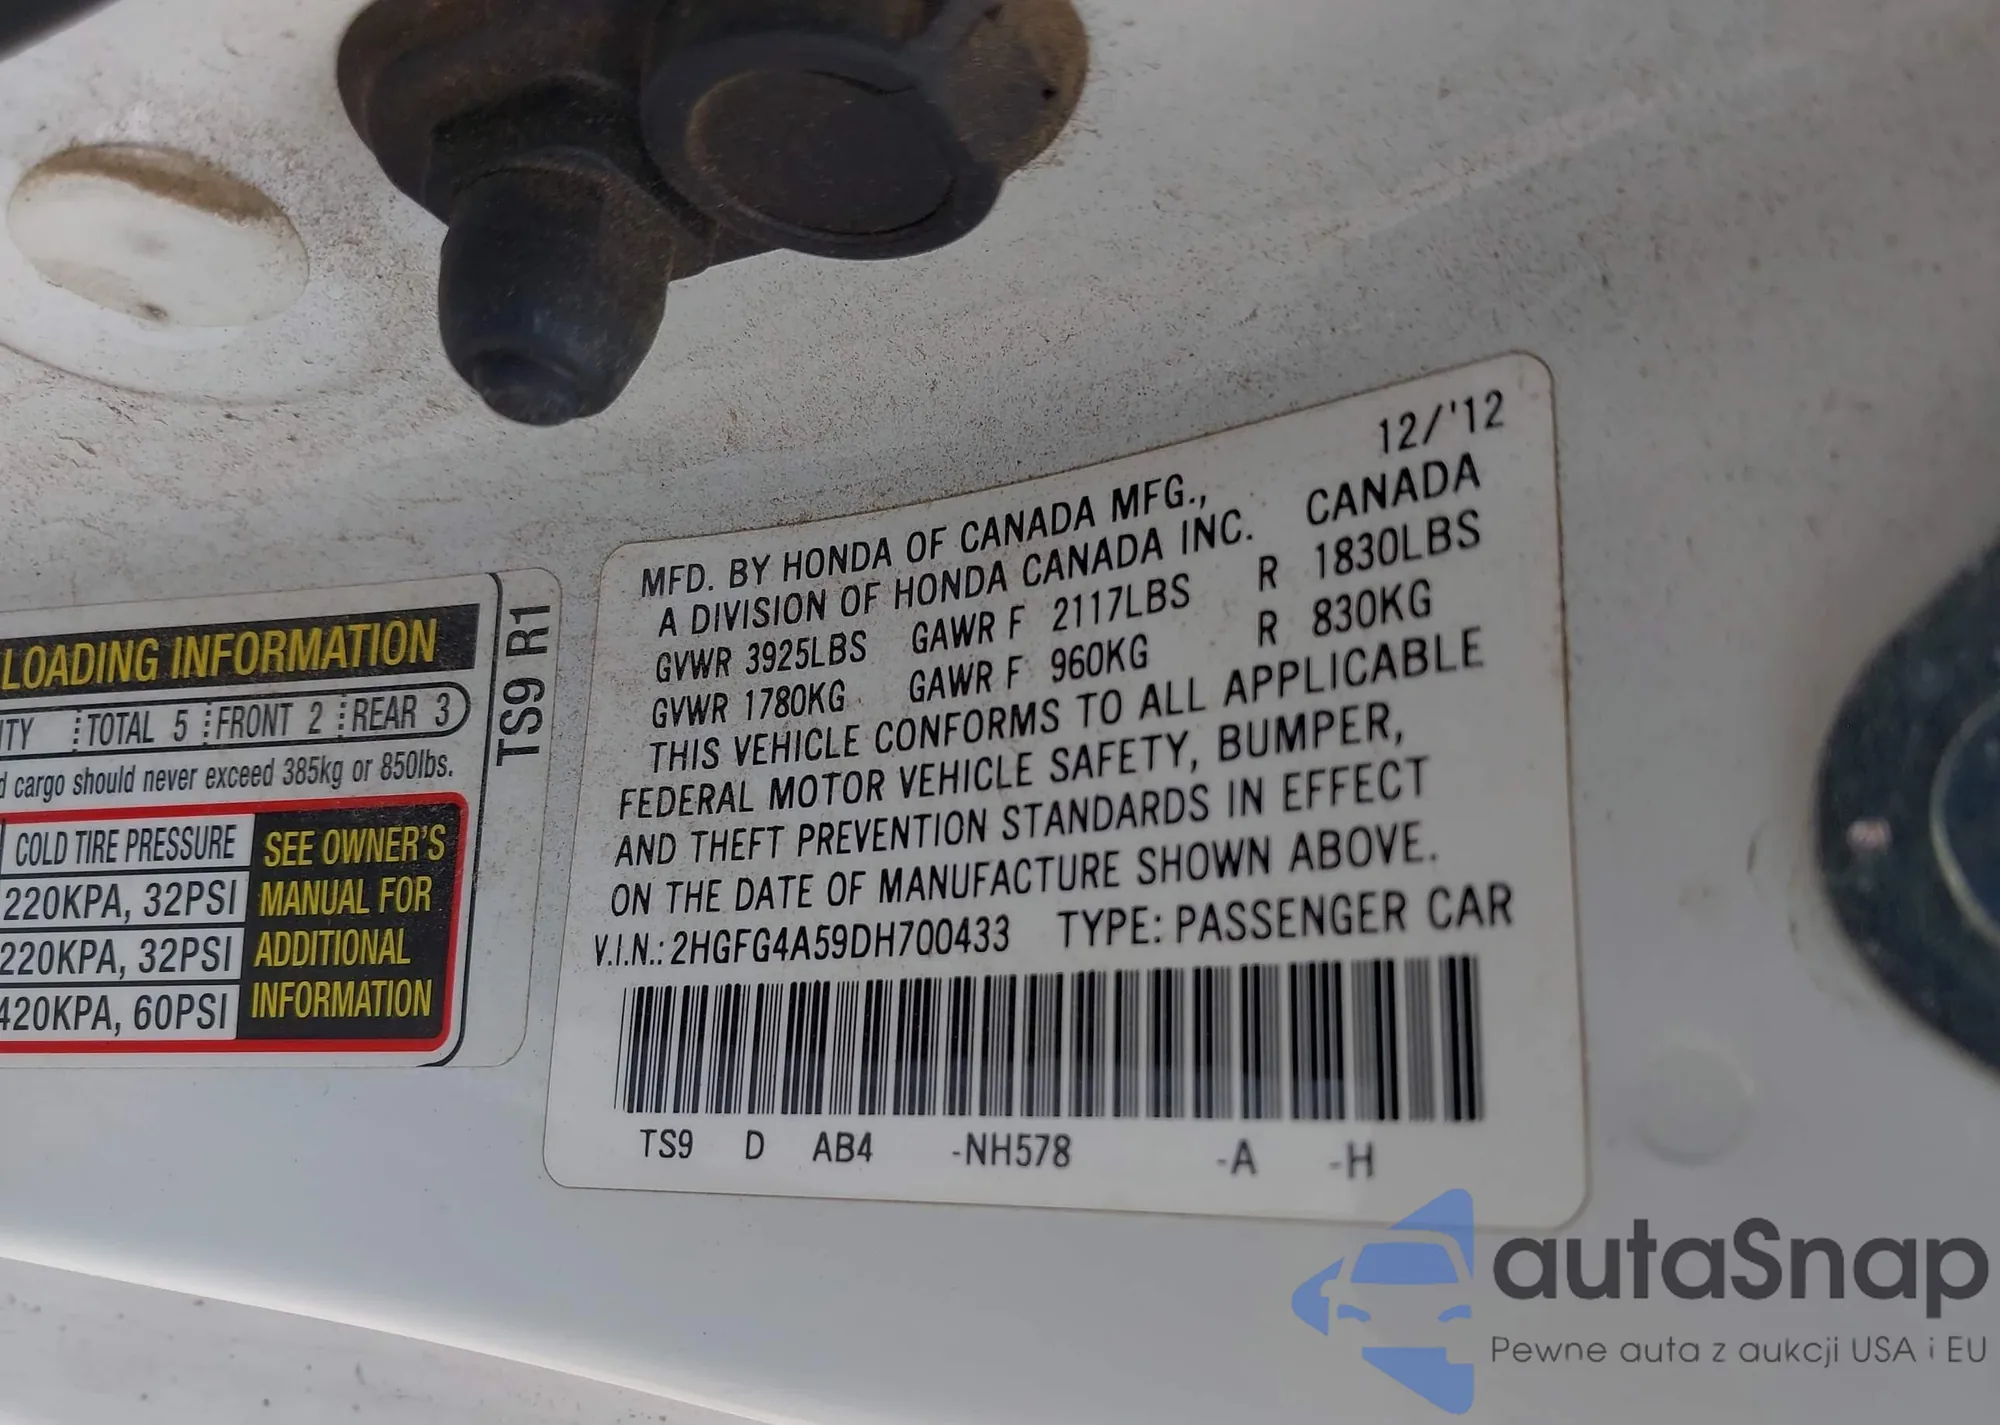 LOADING INFORMATION
TOTAL 5 FRONT 2 REAR 3
cargo should never exceed 385kg or 850lbs.
COLD TIRE PRESSURE
220KPA, 32PSI
220KPA, 32PSI
420KPA, 60PSI
SEE OWNER'S
MANUAL FOR
ADDITIONAL
INFORMATION
TS9 R1
12/'12
MFD. BY HONDA OF CANADA MFG.,
A DIVISION OF HONDA CANADA INC. CANADA
GVWR 3925LBS GAWR F 2117LBS R 1830LBS
GVWR 1780KG GAWR F 960KG R 830KG
THIS VEHICLE CONFORMS TO ALL APPLICABLE
FEDERAL MOTOR VEHICLE SAFETY, BUMPER,
AND THEFT PREVENTION STANDARDS IN EFFECT
ON THE DATE OF MANUFACTURE SHOWN ABOVE.
V.I.N.: 2HGFG4A59DH700433 TYPE: PASSENGER CAR
TS9 D AB4 -NH578 -A -H
autaSnap
Pewne auta z aukcji USA i EU